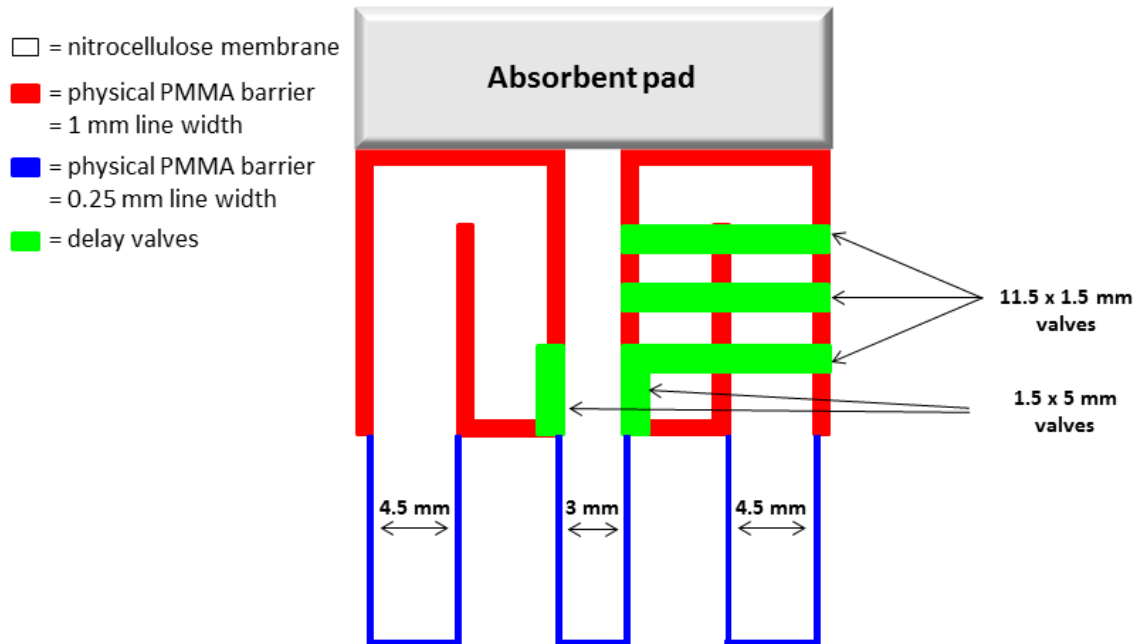 Absorbent pad
= nitrocellulose membrane
= physical PMMA barrier
= 1 mm line width
= physical PMMA barrier
= 0.25 mm line width
= delay valves
11.5 x 1.5 mm
valves
1.5 x 5 mm
valves
4.5 mm
3 mm
4.5 mm